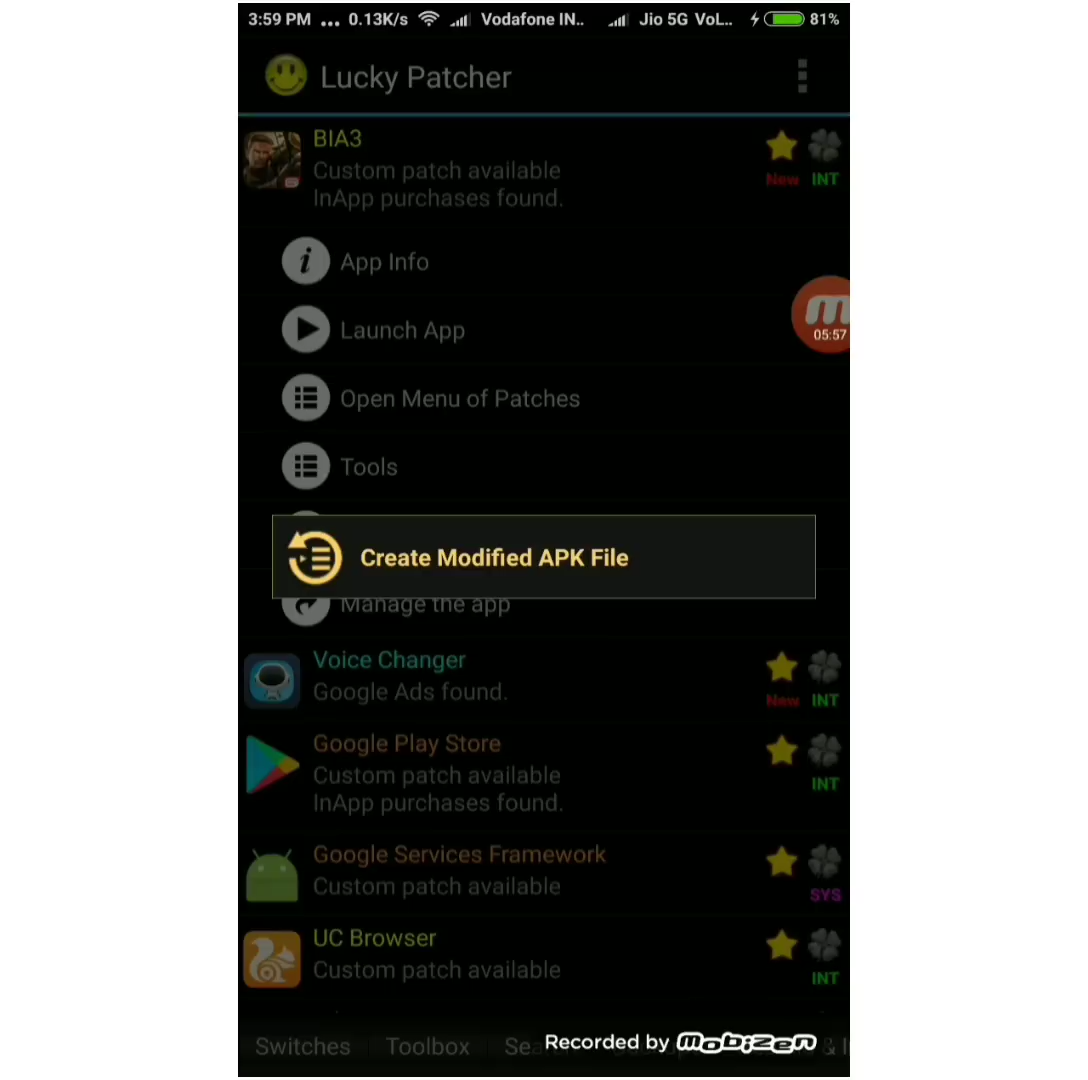 3:59 PM ... 0.13K/s Vodafone IN.. Jio 5G VoL.. 81%
Lucky Patcher
BIA3
Custom patch available
InApp purchases found.
New INT
App Info
m
05:57
Launch App
Open Menu of Patches
Tools
Create Modified APK File
Manage the app
Voice Changer
Google Ads found.
New INT
Google Play Store
Custom patch available
InApp purchases found.
INT
Google Services Framework
Custom patch available
SYS
UC Browser
Custom patch available
INT
Switches Toolbox
Recorded by mobizen